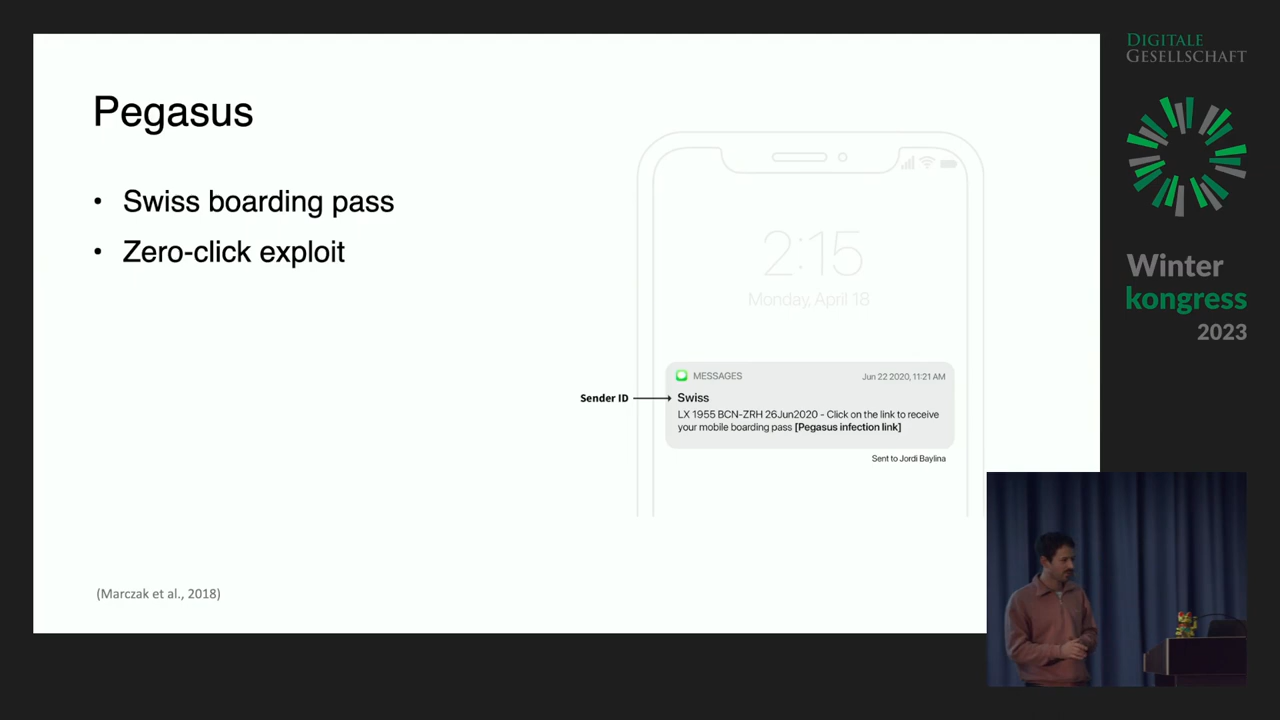 Pegasus
• Swiss boarding pass
• Zero-click exploit
2:15
Monday, April 18
MESSAGES Jun 22 2020, 11:21 AM
Sender ID
Swiss
LX 1955 BCN-ZRH 26Jun2020 - Click on the link to receive
your mobile boarding pass [Pegasus infection link]
Sent to Jordi Baylina
(Marczak et al., 2018)
DIGITALE
GESELLSCHAFT
Winter
kongress
2023